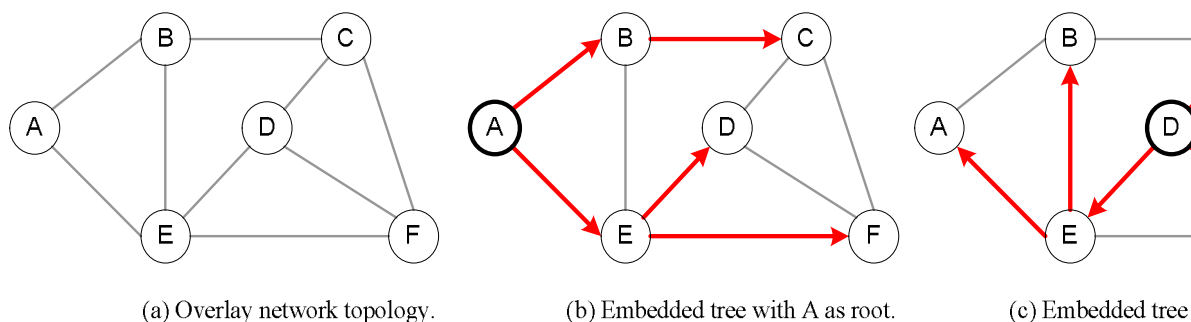 B
C
A
D
E
F
B
C
A
D
E
F
B
A
D
E
(a) Overlay network topology.
(b) Embedded tree with A as root.
(c) Embedded tree